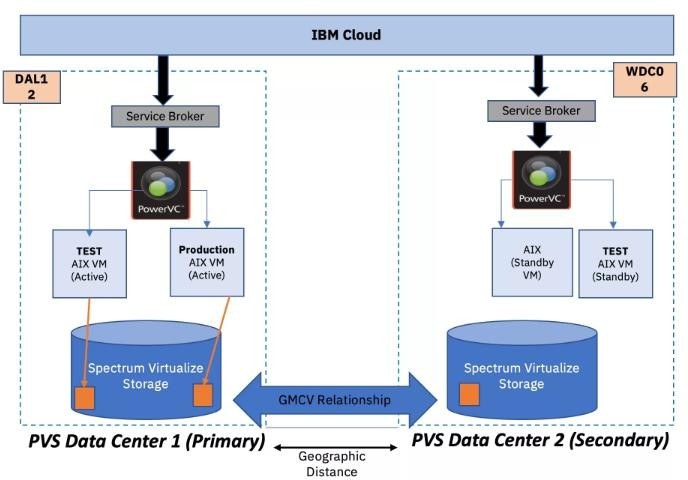 IBM Cloud
DAL1
2
WDC0
6
Service Broker
Service Broker
PowerVC™
PowerVC™
TEST
AIX VM
(Active)
Production
AIX VM
(Active)
AIX
(Standby
VM)
TEST
AIX VM
(Standby)
Spectrum Virtualize
Storage
Spectrum Virtualize
Storage
GMCV Relationship
PVS Data Center 1 (Primary)
PVS Data Center 2 (Secondary)
Geographic
Distance